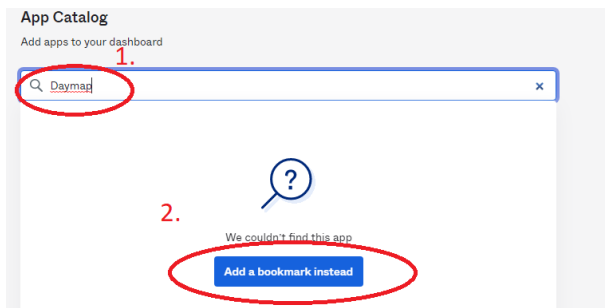 App Catalog
Add apps to your dashboard
1.
Daymap
×
2.
?
We couldn't find this app
Add a bookmark instead